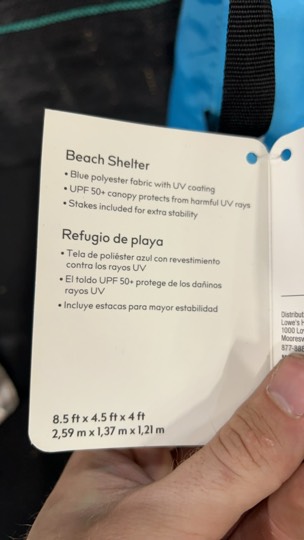 Beach Shelter
• Blue polyester fabric with UV coating
• UPF 50+ canopy protects from harmful UV rays
• Stakes included for extra stability
Refugio de playa
• Tela de poliéster azul con revestimiento
contra los rayos UV
• El toldo UPF 50+ protege de los dañinos
rayos UV
• Incluye estacas para mayor estabilidad
8.5 ft x 4.5 ft x 4 ft
2,59 m x 1,37 m x 1,21 m
Lowe's
1000